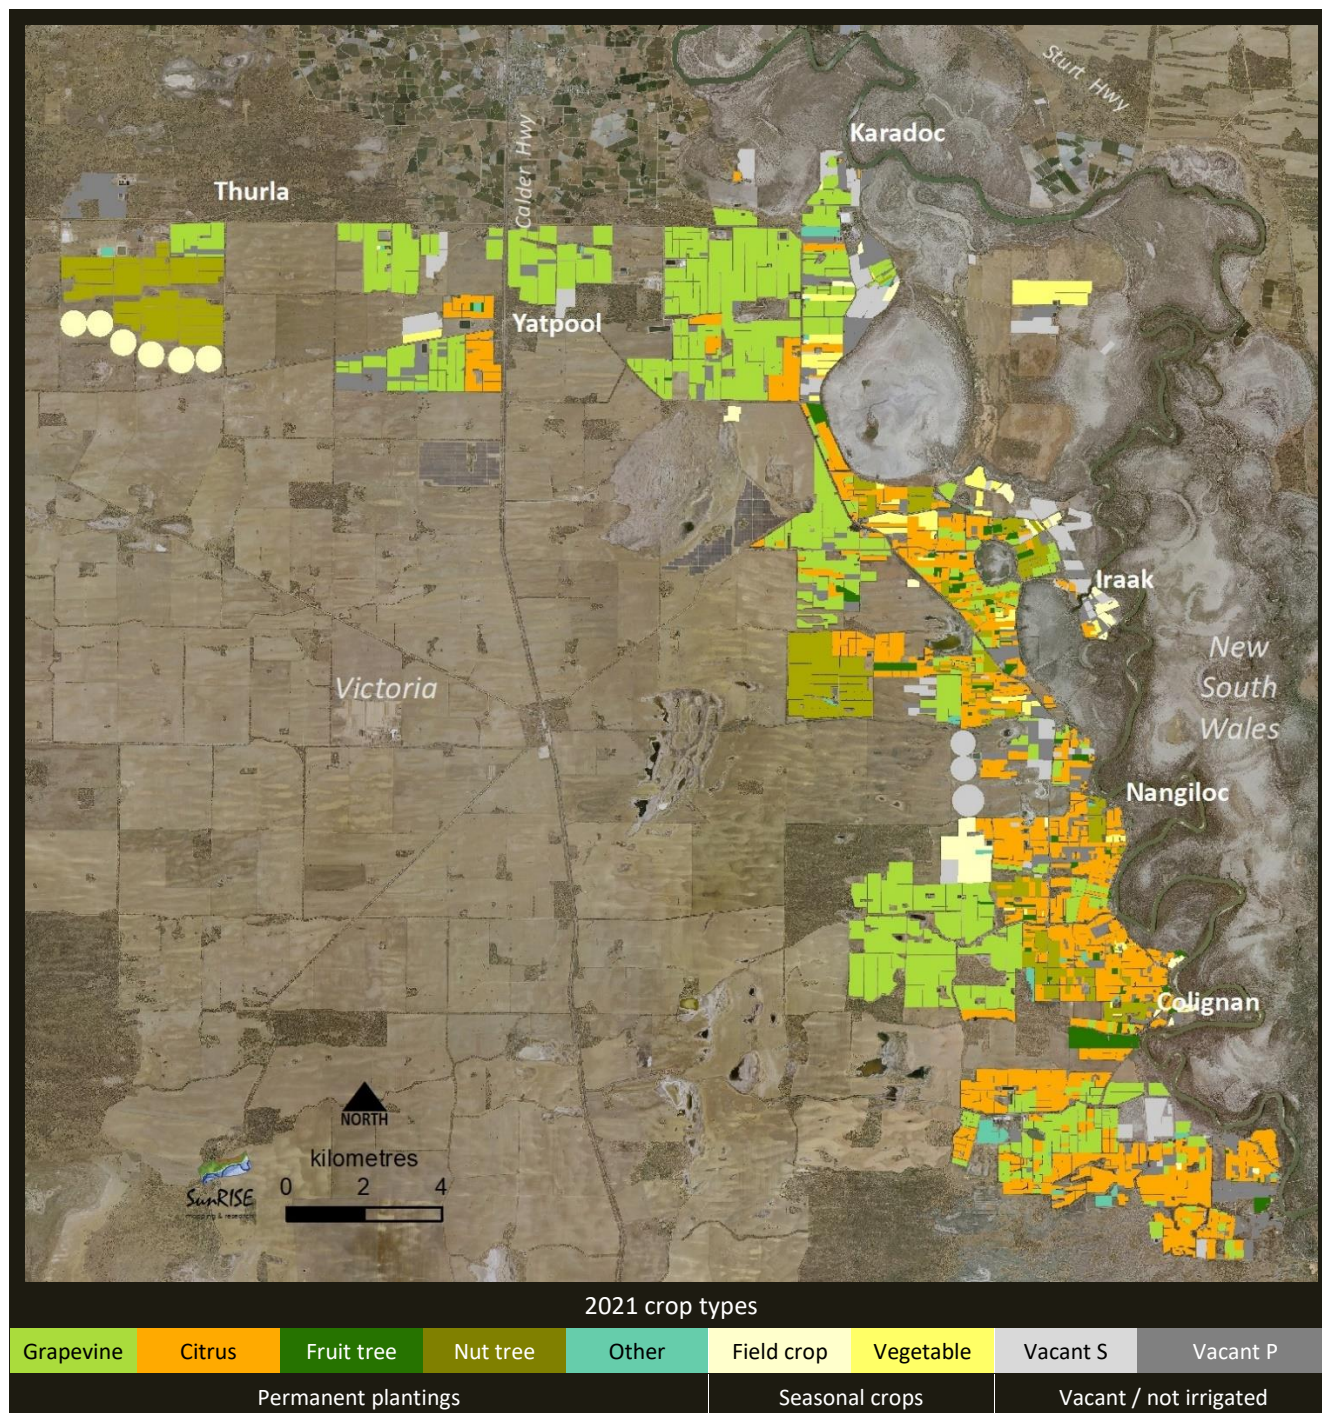 Sturt Hwy
Karadoc
Calder Hwy
Thurla
Yatpool
Iraak
New
South
Wales
Victoria
Nangiloc
Colignan
NORTH
kilometres
0 2 4
SunRISE
mapping & research
2021 crop types
Grapevine Citrus Fruit tree Nut tree Other Field crop Vegetable Vacant S Vacant P
Permanent plantings Seasonal crops Vacant / not irrigated